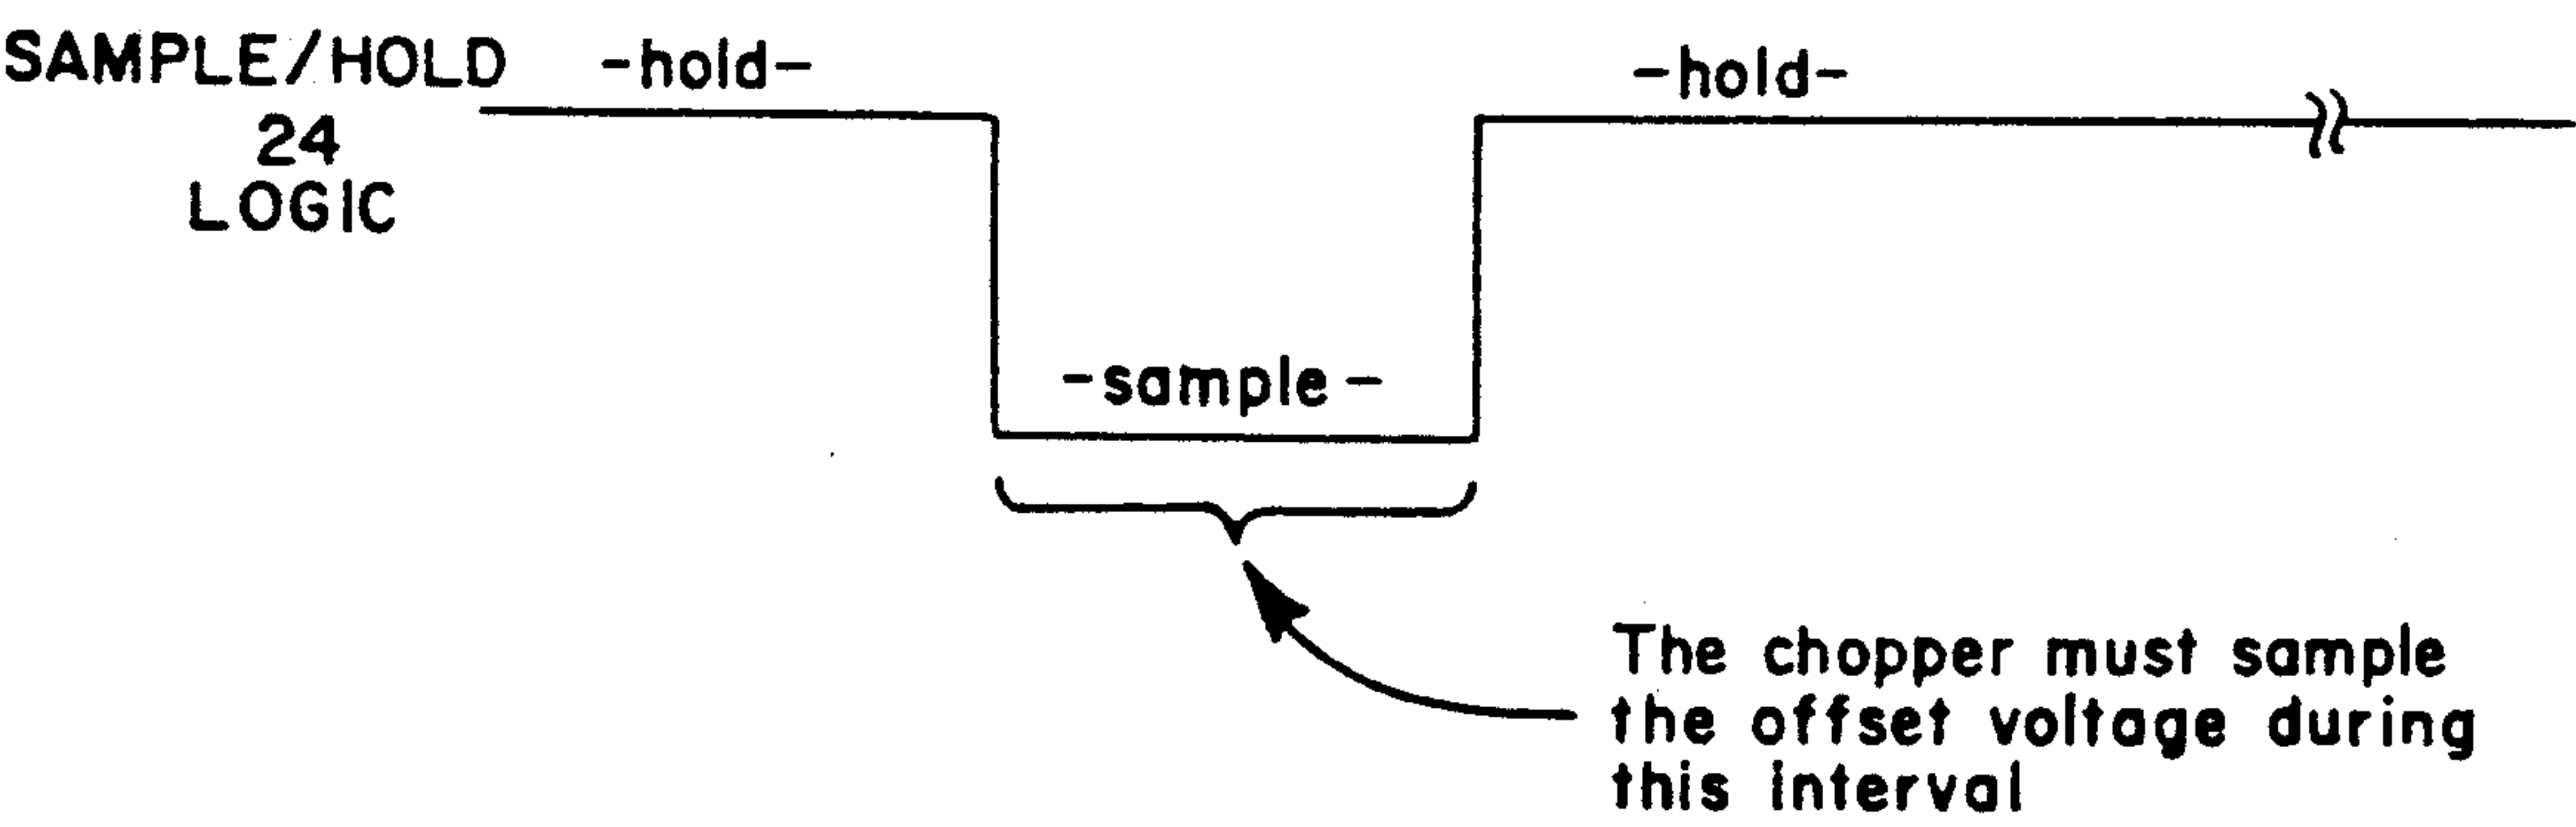 SAMPLE/HOLD
24
LOGIC
-hold-
-hold-
-sample-
The chopper must sample
the offset voltage during
this interval